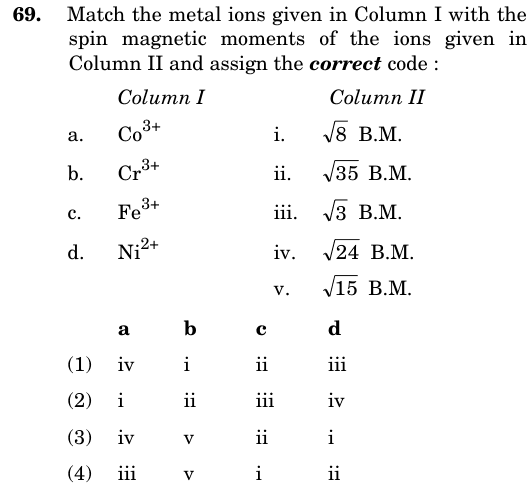 69. Match the metal ions given in Column I with the
spin magnetic moments of the ions given in
Column II and assign the correct code :
Column I Column II
a. Co³⁺ i. √8 B.M.
b. Cr³⁺ ii. √35 B.M.
c. Fe³⁺ iii. √3 B.M.
d. Ni²⁺ iv. √24 B.M.
v. √15 B.M.
a b c d
(1) iv i ii iii
(2) i ii iii iv
(3) iv v ii i
(4) iii v i ii